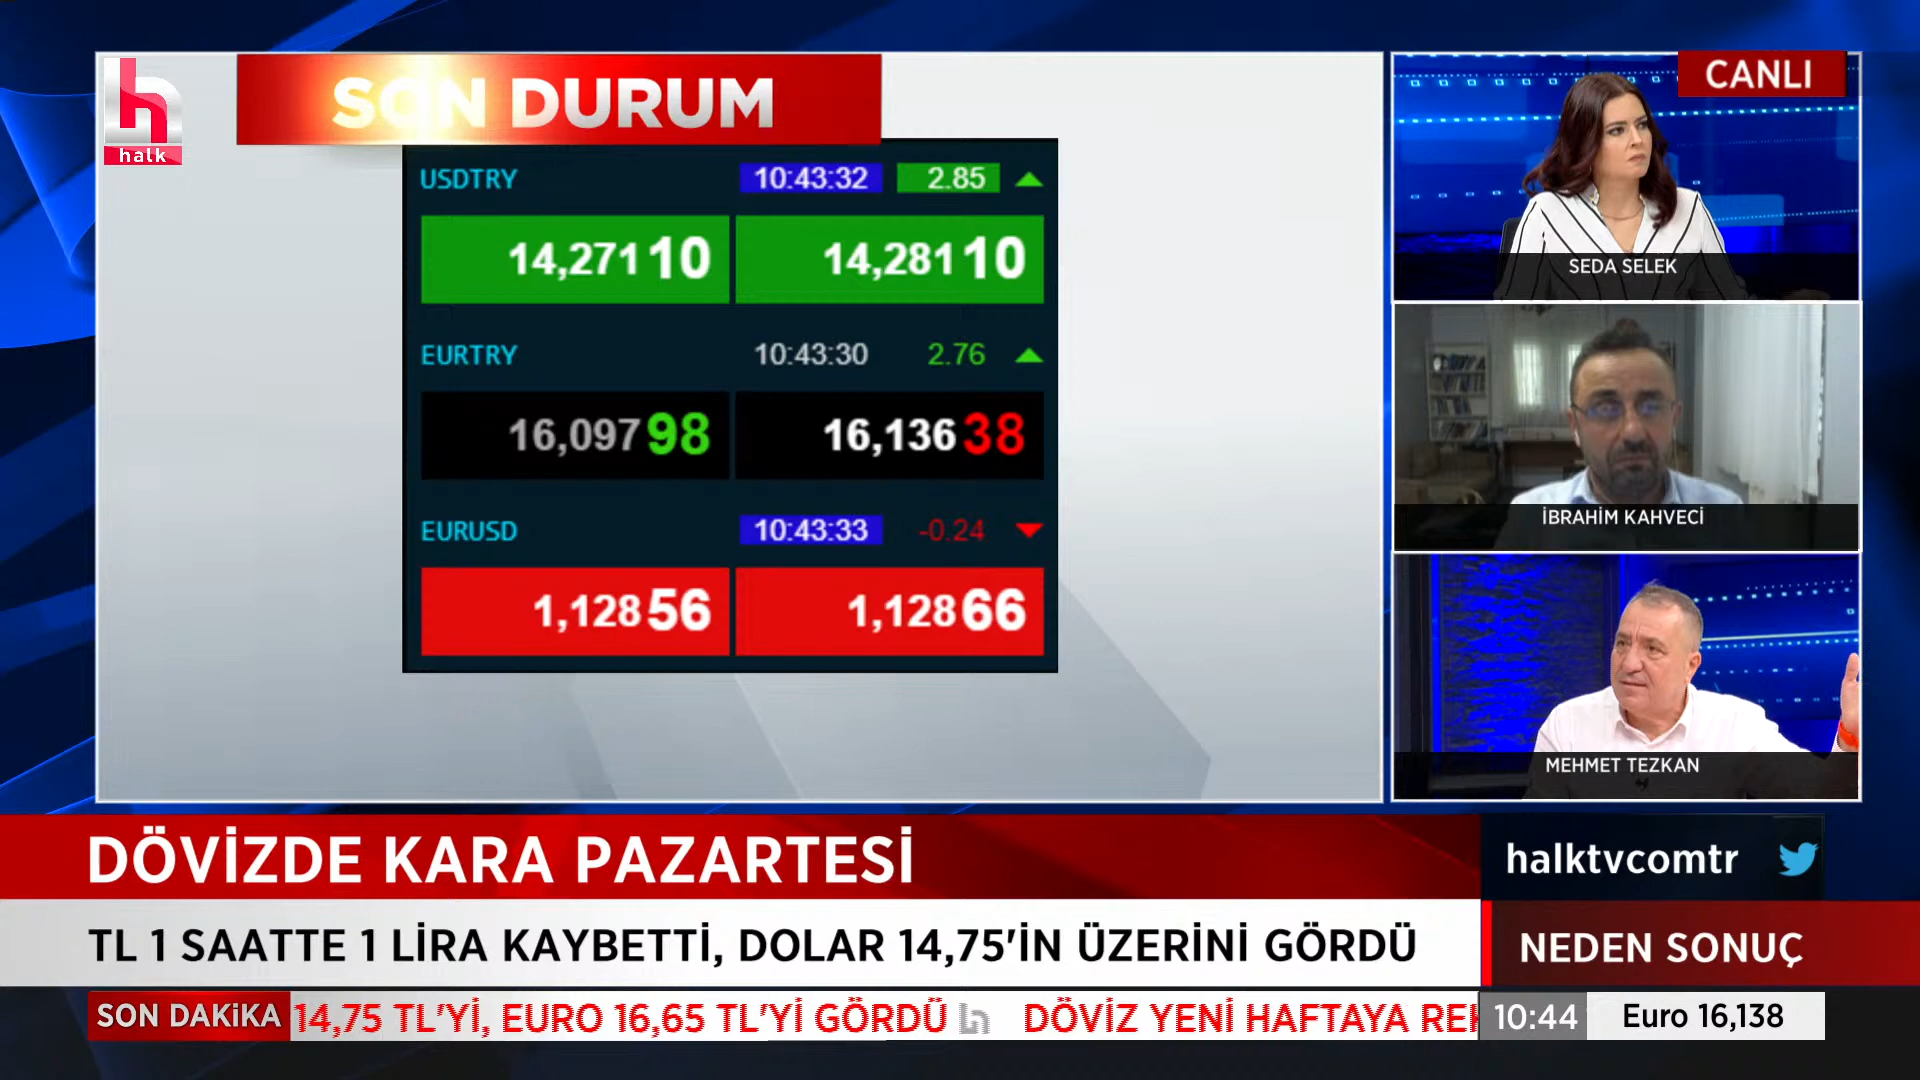 h
halk
SON DURUM
USDTRY 10:43:32 2.85
14,27110 14,28110
EURTRY 10:43:30 2.76
16,09798 16,13638
EURUSD 10:43:33 -0.24
1,12856 1,12866
CANLI
SEDA SELEK
İBRAHİM KAHVECİ
MEHMET TEZKAN
DÖVİZDE KARA PAZARTESİ
halktvcomtr
TL 1 SAATTE 1 LİRA KAYBETTİ, DOLAR 14,75'İN ÜZERİNİ GÖRDÜ
NEDEN SONUÇ
SON DAKİKA 14,75 TL'Yİ, EURO 16,65 TL'Yİ GÖRDÜ h DÖVİZ YENİ HAFTAYA 10:44 Euro 16,138